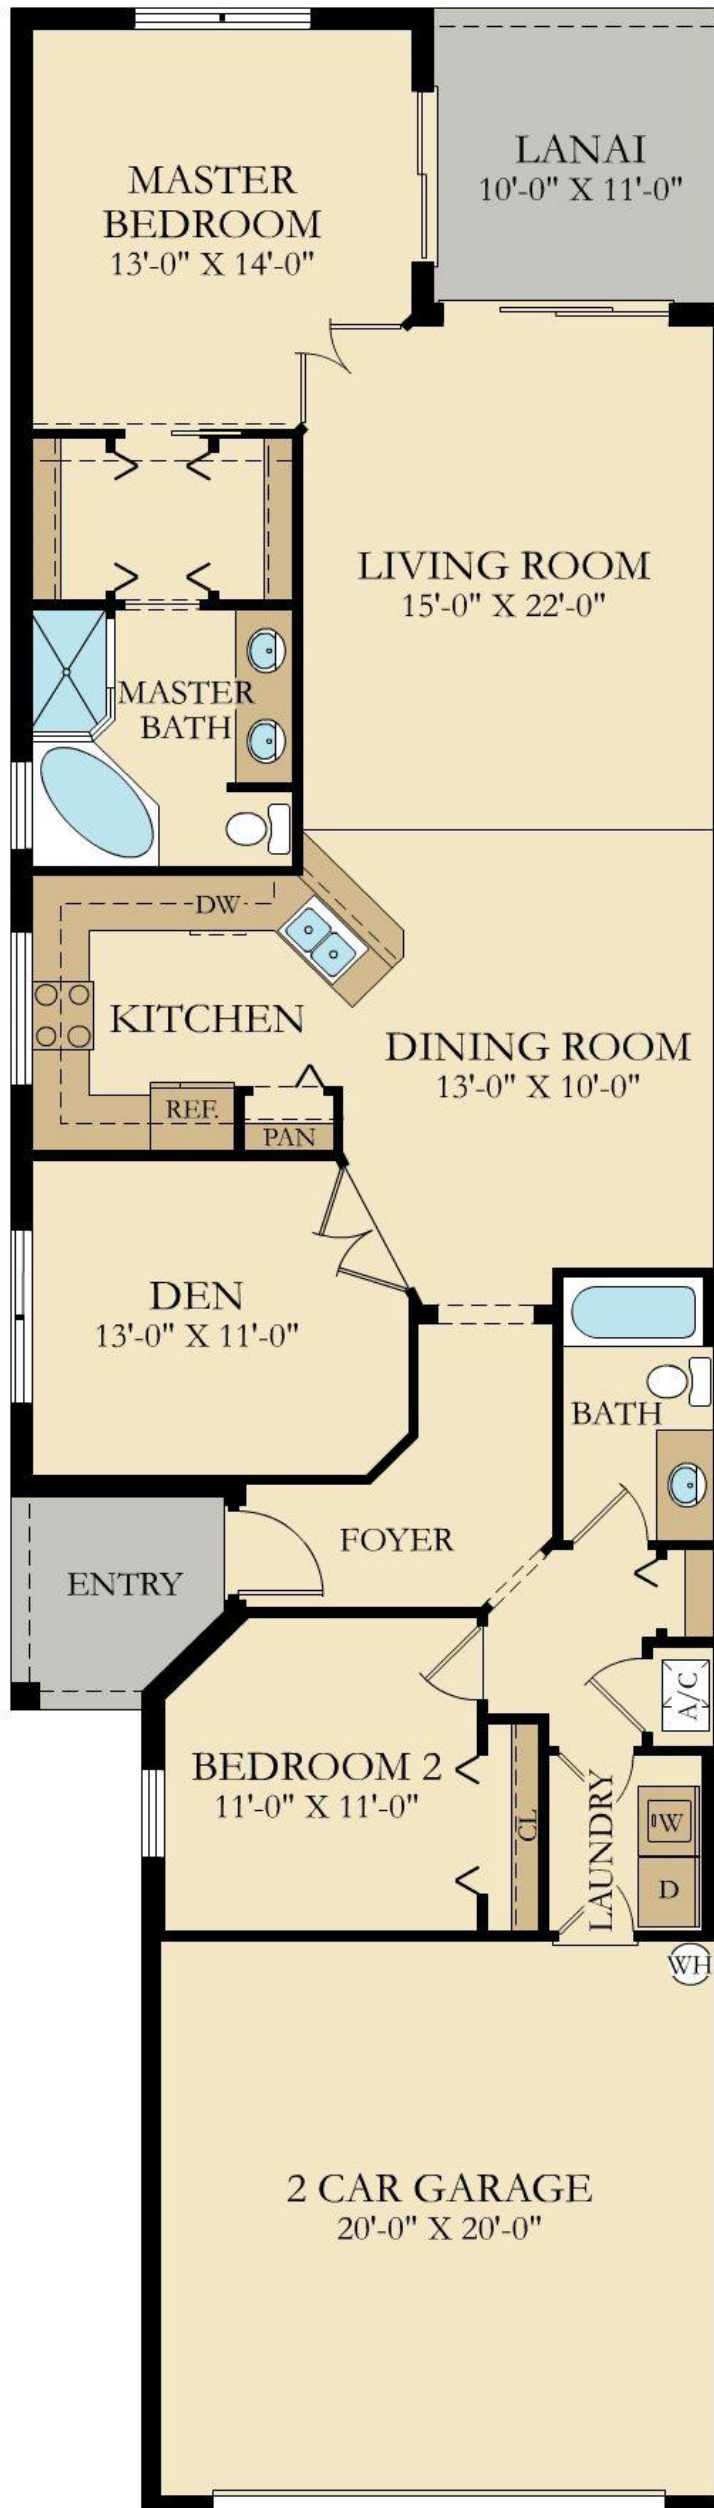 MASTER
BEDROOM
13'-0" X 14'-0"
LANAI
10'-0" X 11'-0"
LIVING ROOM
15'-0" X 22'-0"
MASTER
BATH
DW
KITCHEN
DINING ROOM
13'-0" X 10'-0"
REF.
PAN
DEN
13'-0" X 11'-0"
BATH
FOYER
ENTRY
A/C
BEDROOM 2
11'-0" X 11'-0"
CL
LAUNDRY
W
D
WH
2 CAR GARAGE
20'-0" X 20'-0"